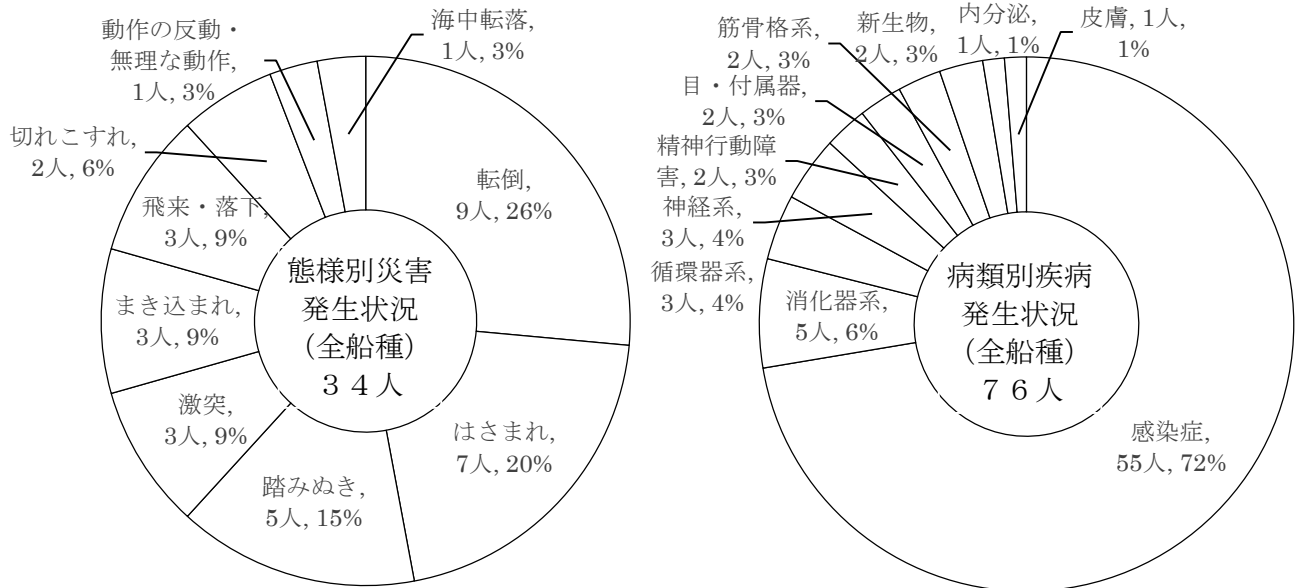 海中転落,
1人, 3%
動作の反動・
無理な動作,
1人, 3%
切れこすれ,
2人, 6%
飛来・落下,
3人, 9%
まき込まれ,
3人, 9%
激突,
3人, 9%
踏みぬき,
5人, 15%
はさまれ,
7人, 20%
転倒,
9人, 26%
態様別災害
発生状況
(全船種)
３４人
皮膚, 1人,
1%
内分泌,
1人, 1%
新生物,
2人, 3%
筋骨格系,
2人, 3%
目・付属器,
2人, 3%
精神行動障
害, 2人, 3%
神経系,
3人, 4%
循環器系,
3人, 4%
消化器系,
5人, 6%
感染症,
55人, 72%
病類別疾病
発生状況
(全船種)
７６人